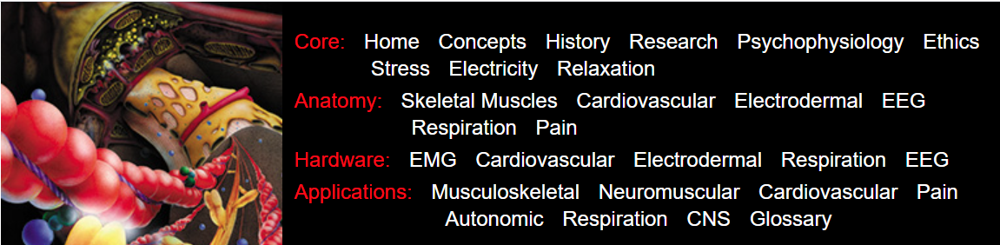 Core: Home Concepts History Research Psychophysiology Ethics
Stress Electricity Relaxation
Anatomy: Skeletal Muscles Cardiovascular Electrodermal EEG
Respiration Pain
Hardware: EMG Cardiovascular Electrodermal Respiration EEG
Applications: Musculoskeletal Neuromuscular Cardiovascular Pain
Autonomic Respiration CNS Glossary